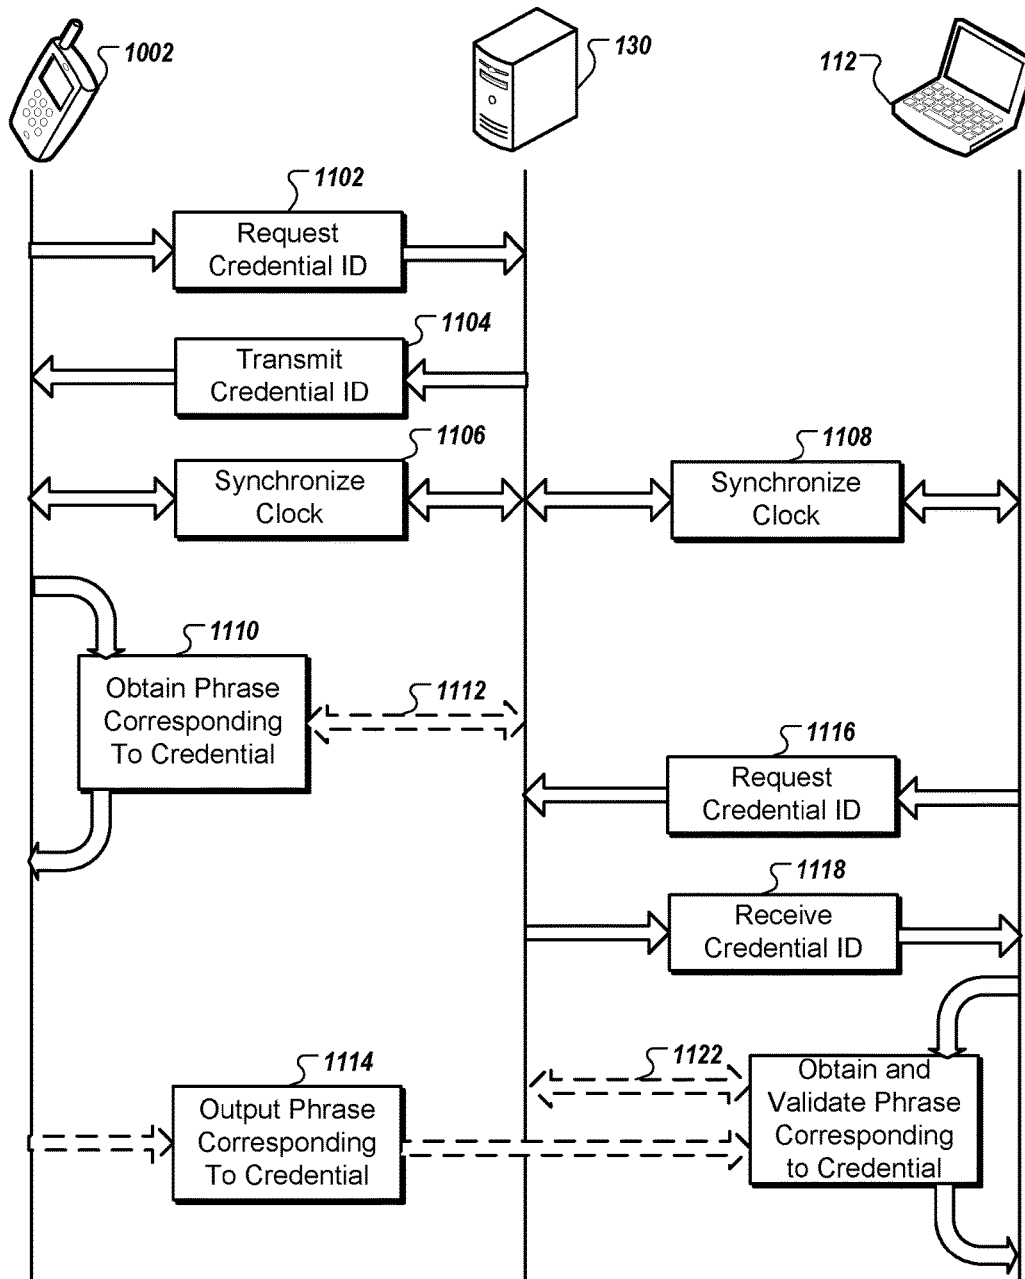 1002
130
112
1102
Request
Credential ID
1104
Transmit
Credential ID
1106
Synchronize
Clock
1108
Synchronize
Clock
1110
Obtain Phrase
Corresponding
To Credential
1112
1116
Request
Credential ID
1118
Receive
Credential ID
1114
Output Phrase
Corresponding
To Credential
1122
Obtain and
Validate Phrase
Corresponding
to Credential